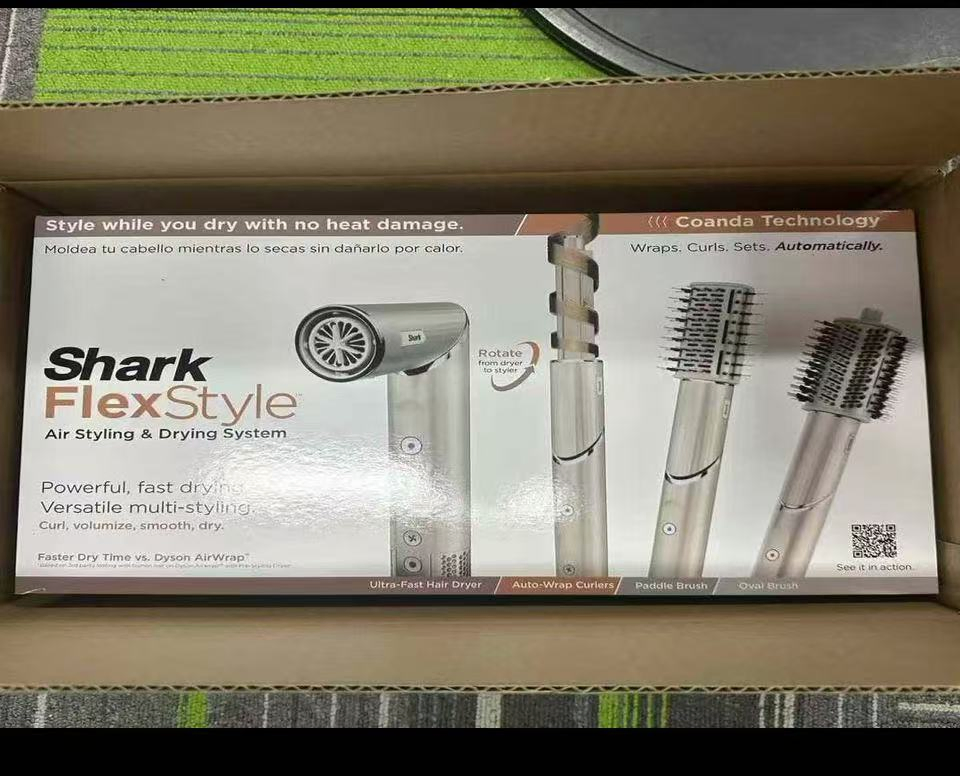 Style while you dry with no heat damage.
Moldea tu cabello mientras lo secas sin dañarlo por calor.
Coanda Technology
Wraps. Curls. Sets. Automatically.
Shark
Shark
FlexStyle
Air Styling & Drying System
Rotate
from dryer
to styler
Powerful, fast drying.
Versatile multi-styling.
Curl, volumize, smooth, dry.
Faster Dry Time vs. Dyson AirWrap™
See it in action.
Ultra-Fast Hair Dryer
Auto-Wrap Curlers
Paddle Brush
Oval Brush